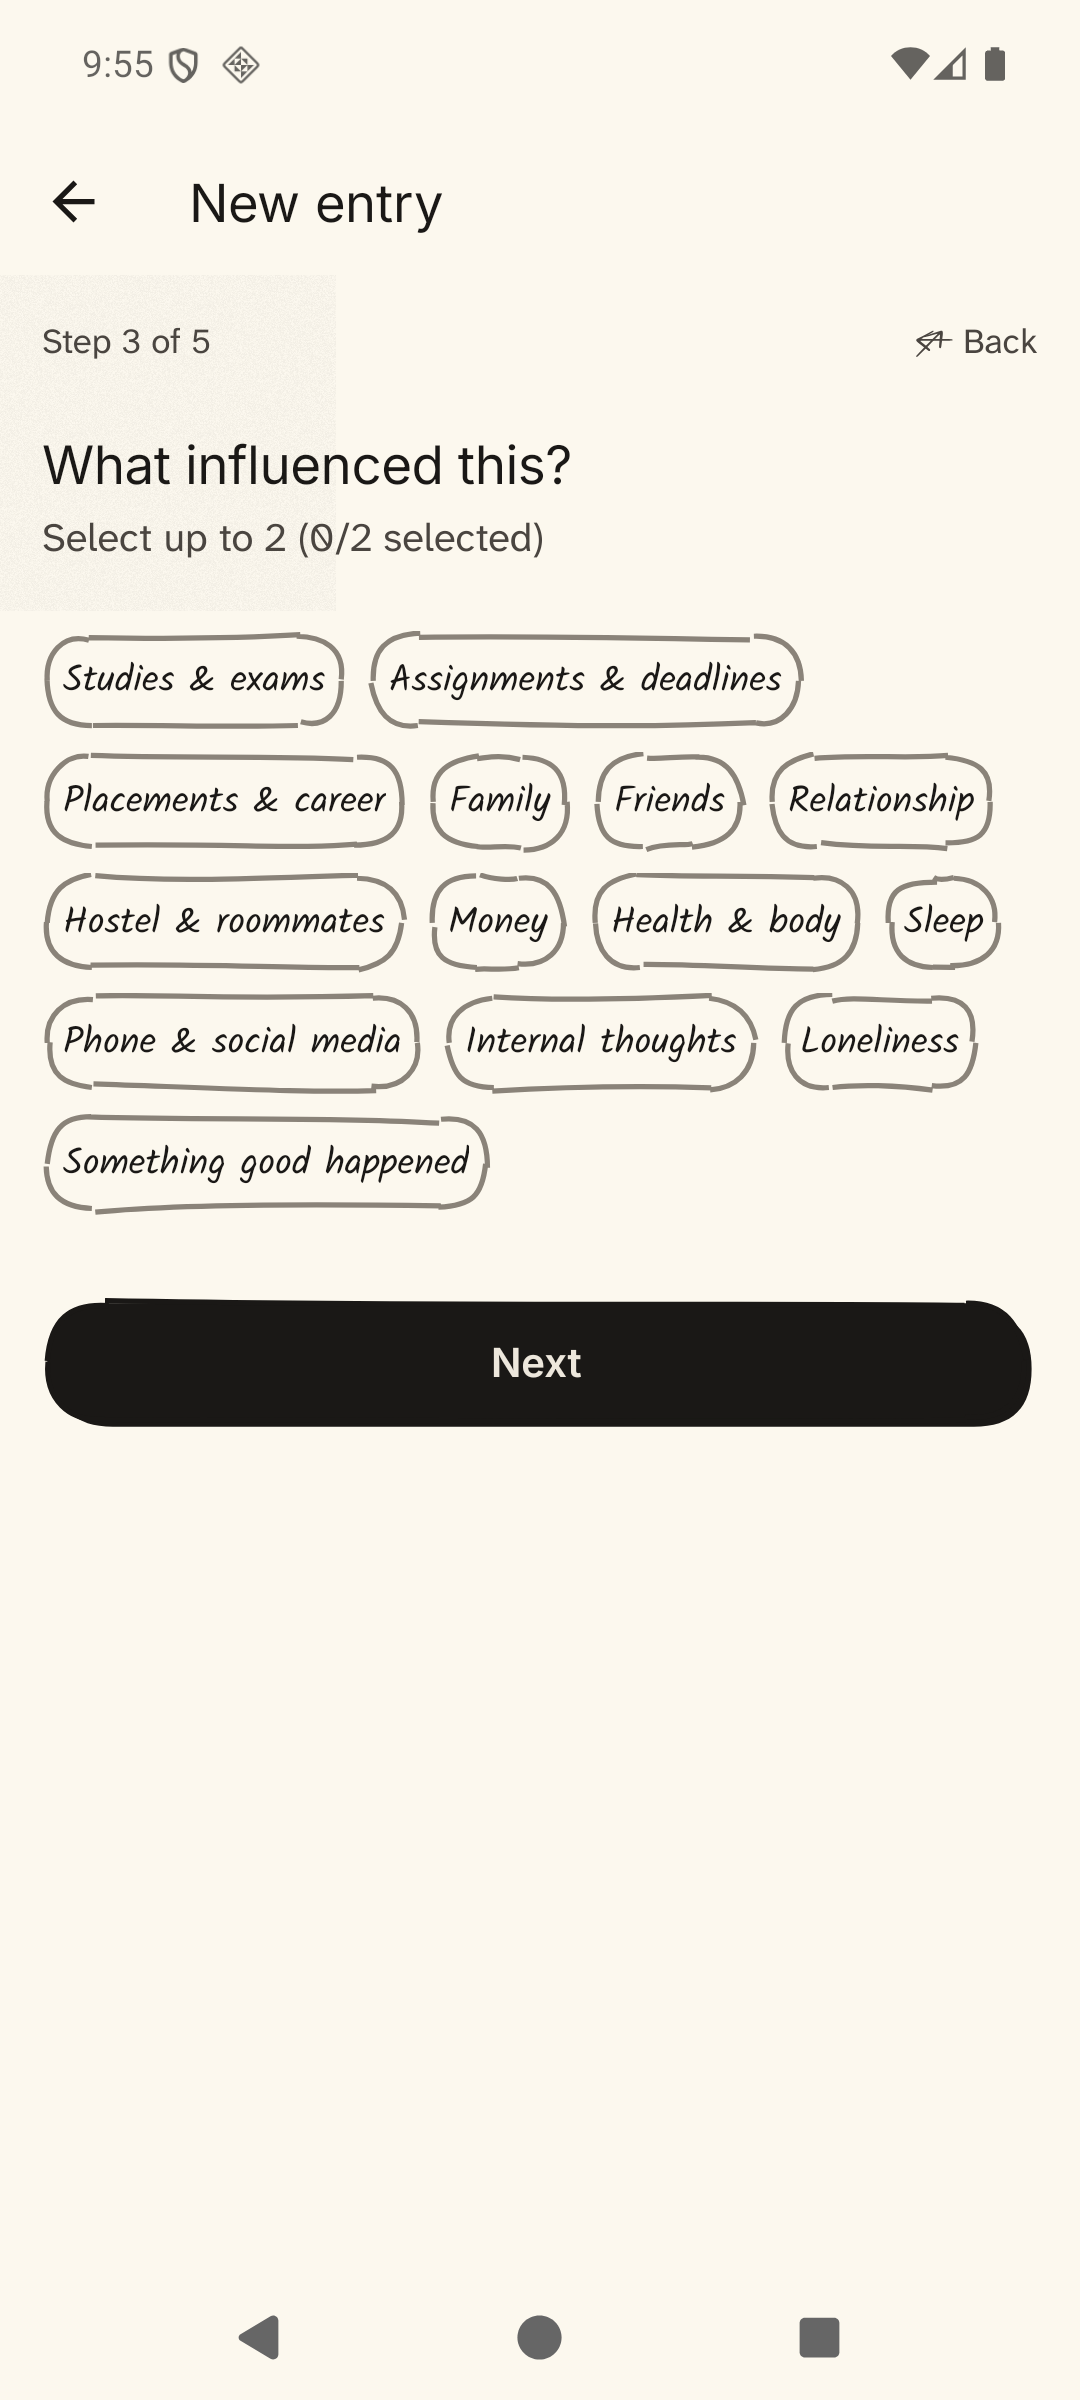 9:55
New entry
Step 3 of 5 Back
What influenced this?
Select up to 2 (0/2 selected)
Studies & exams Assignments & deadlines
Placements & career Family Friends Relationship
Hostel & roommates Money Health & body Sleep
Phone & social media Internal thoughts Loneliness
Something good happened
Next